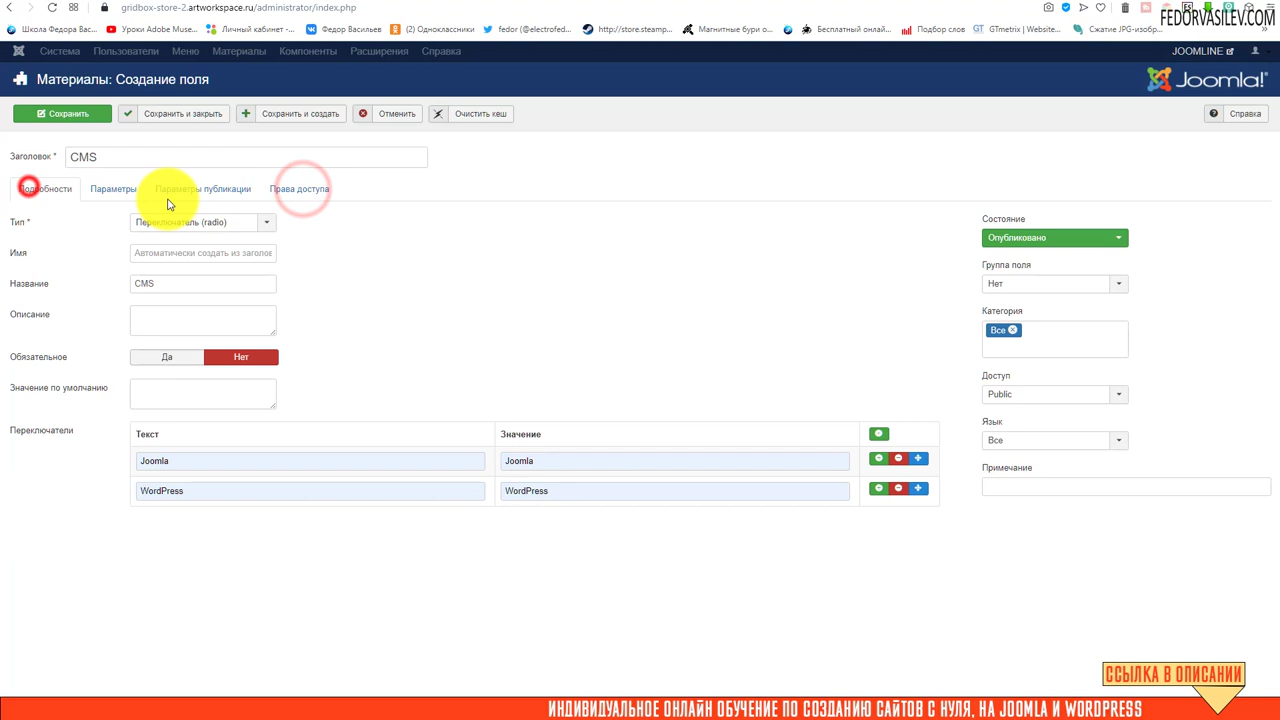 gridbox-store-2.artworkspace.ru/administrator/index.php
FEDORVASILEV.COM
Школа Федора Вас...
Уроки Adobe Muse...
Личный кабинет -...
Федор Васильев
(2) Одноклассники
fedor (@electrofed...
http://store.steamp...
Магнитные бури о...
Бесплатный онлай...
Подбор слов
GTmetrix | Website...
Сжатие JPG-изобр...
Система Пользователи Меню Материалы Компоненты Расширения Справка
JOOMLINE
Материалы: Создание поля
Joomla!
Сохранить
Сохранить и закрыть
Сохранить и создать
Отменить
Очистить кеш
Справка
Заголовок * CMS
Подробности Параметры Параметры публикации Права доступа
Тип * Переключатель (radio)
Имя Автоматически создать из заголов
Название CMS
Описание
Обязательное Да Нет
Значение по умолчанию
Переключатели Текст Значение
Joomla Joomla
WordPress WordPress
Состояние
Опубликовано
Группа поля
Нет
Категория
Все
Доступ
Public
Язык
Все
Примечание
ССЫЛКА В ОПИСАНИИ
ИНДИВИДУАЛЬНОЕ ОНЛАЙН ОБУЧЕНИЕ ПО СОЗДАНИЮ САЙТОВ С НУЛЯ, НА JOOMLA И WORDPRESS